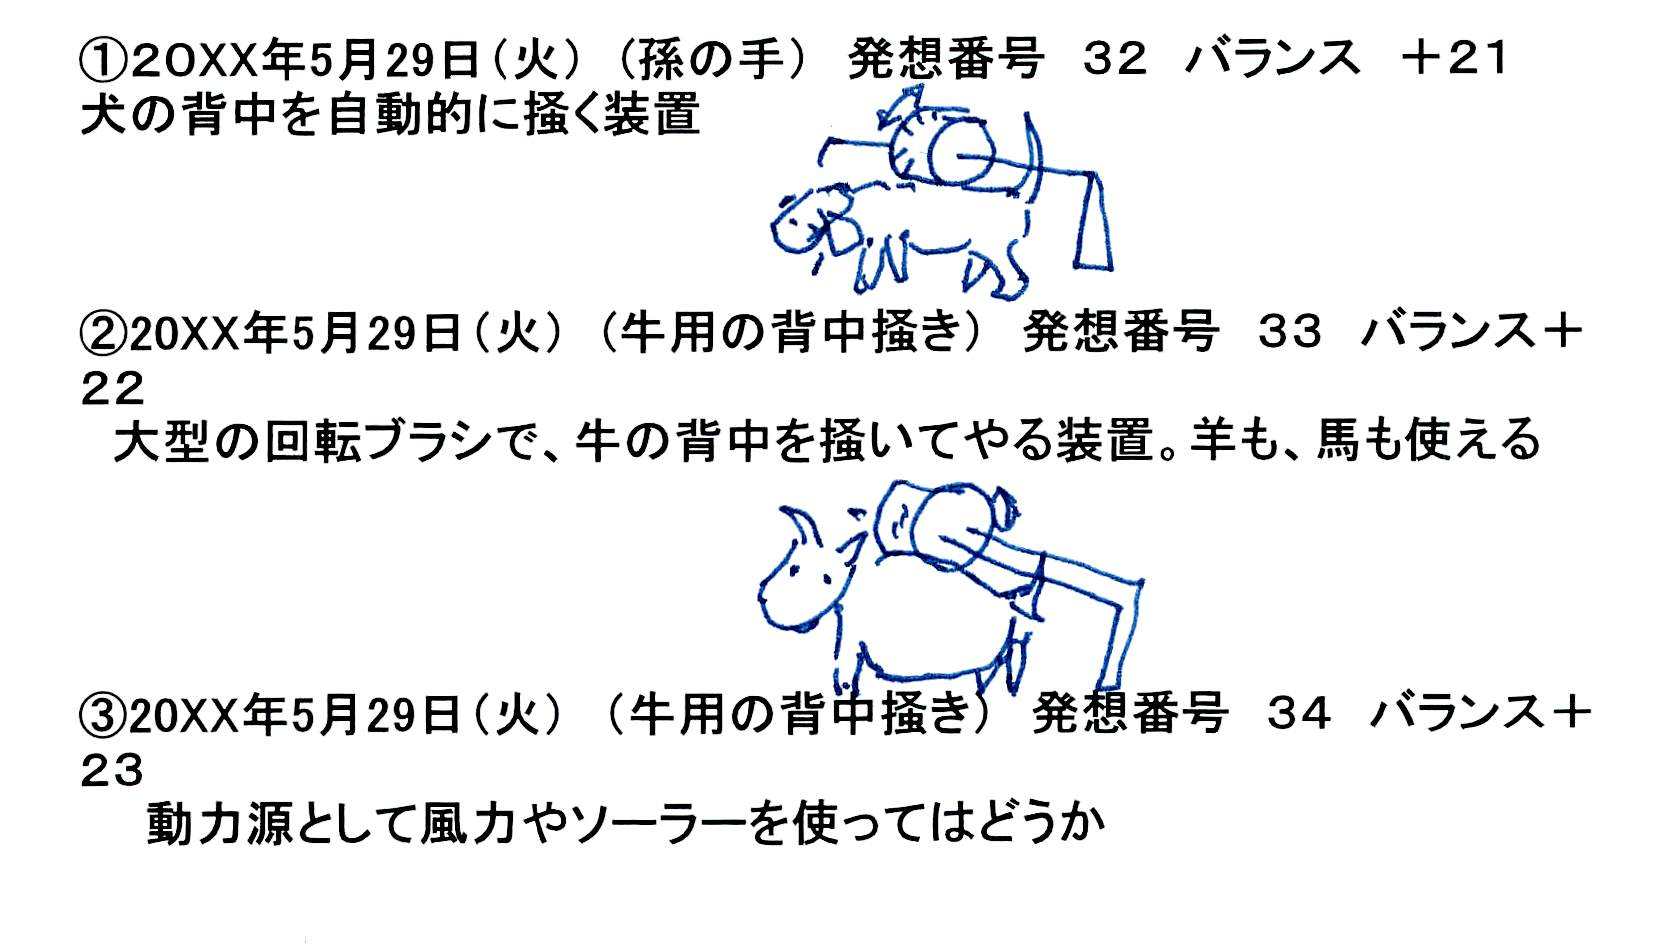 ①２０XX年5月29日（火）（孫の手）　発想番号　３２　バランス　＋２１
犬の背中を自動的に掻く装置
②20XX年5月29日（火）（牛用の背中掻き）　発想番号　３３　バランス＋
２２
大型の回転ブラシで、牛の背中を掻いてやる装置。羊も、馬も使える
③20XX年5月29日（火）（牛用の背中掻き）　発想番号　３４　バランス＋
２３
動力源として風力やソーラーを使ってはどうか